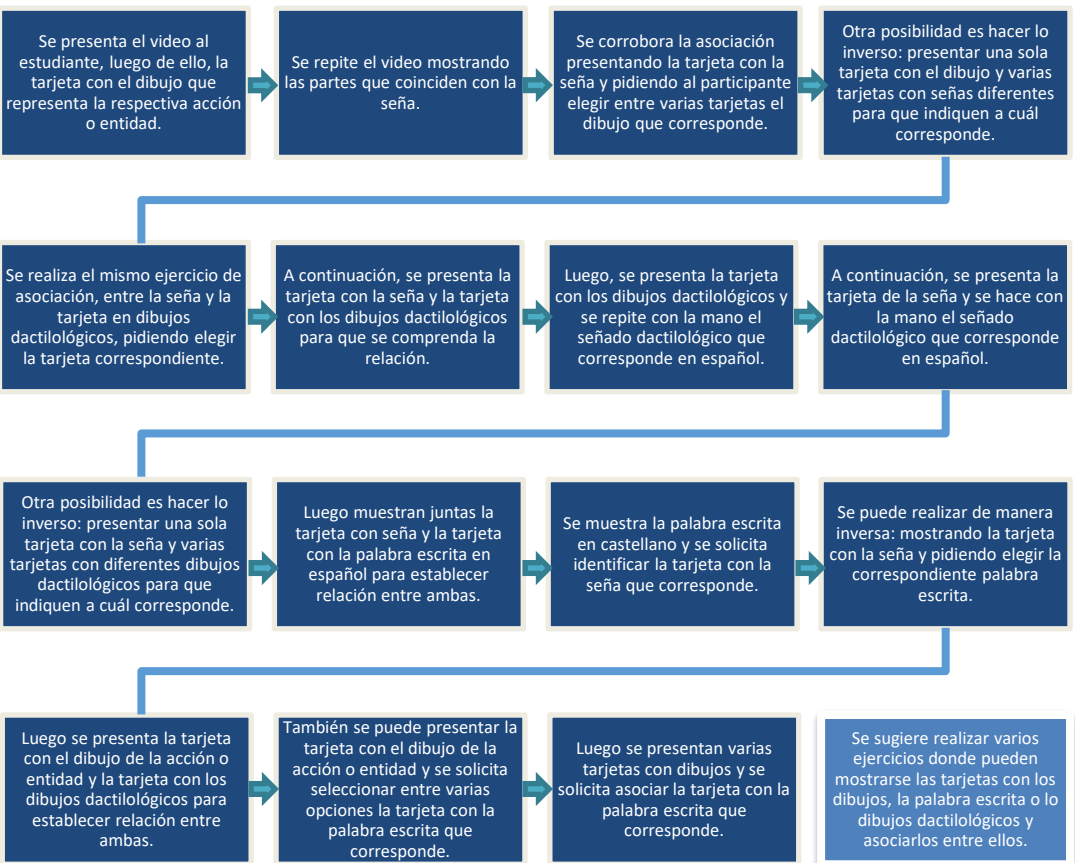 Se presenta el video al
estudiante, luego de ello, la
tarjeta con el dibujo que
representa la respectiva acción
o entidad.
Se repite el video mostrando
las partes que coinciden con la
seña.
Se corrobora la asociación
presentando la tarjeta con la
seña y pidiendo al participante
elegir entre varias tarjetas el
dibujo que corresponde.
Otra posibilidad es hacer lo
inverso: presentar una sola
tarjeta con el dibujo y varias
tarjetas con señas diferentes
para que indiquen a cuál
corresponde.
Se realiza el mismo ejercicio de
asociación, entre la seña y la
tarjeta en dibujos
dactilológicos, pidiendo elegir
la tarjeta correspondiente.
A continuación, se presenta la
tarjeta con la seña y la tarjeta
con los dibujos dactilológicos
para que se comprenda la
relación.
Luego, se presenta la tarjeta
con los dibujos dactilológicos y
se repite con la mano el
señado dactilológico que
corresponde en español.
A continuación, se presenta la
tarjeta de la seña y se hace con
la mano el señado
dactilológico que corresponde
en español.
Otra posibilidad es hacer lo
inverso: presentar una sola
tarjeta con la seña y varias
tarjetas con diferentes dibujos
dactilológicos para que
indiquen a cuál corresponde.
Luego muestran juntas la
tarjeta con seña y la tarjeta
con la palabra escrita en
español para establecer
relación entre ambas.
Se muestra la palabra escrita
en castellano y se solicita
identificar la tarjeta con la
seña que corresponde.
Se puede realizar de manera
inversa: mostrando la tarjeta
con la seña y pidiendo elegir la
correspondiente palabra
escrita.
Luego se presenta la tarjeta
con el dibujo de la acción o
entidad y la tarjeta con los
dibujos dactilológicos para
establecer relación entre
ambas.
También se puede presentar la
tarjeta con el dibujo de la
acción o entidad y se solicita
seleccionar entre varias
opciones la tarjeta con la
palabra escrita que
corresponde.
Luego se presentan varias
tarjetas con dibujos y se
solicita asociar la tarjeta con la
palabra escrita que
corresponde.
Se sugiere realizar varios
ejercicios donde pueden
mostrarse las tarjetas con los
dibujos, la palabra escrita o lo
dibujos dactilológicos y
asociarlos entre ellos.